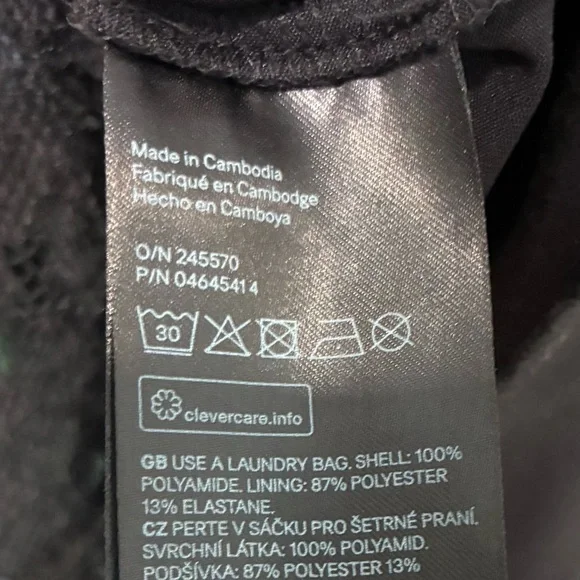 Made in Cambodia
Fabriqué en Cambodge
Hecho en Camboya
O/N 245570
P/N 04645414
30
clevercare.info
GB USE A LAUNDRY BAG. SHELL: 100%
POLYAMIDE. LINING: 87% POLYESTER
13% ELASTANE.
CZ PERTE V SÁČKU PRO ŠETRNÉ PRANÍ.
SVRCHNÍ LÁTKA: 100% POLYAMID.
PODŠÍVKA: 87% POLYESTER 13%